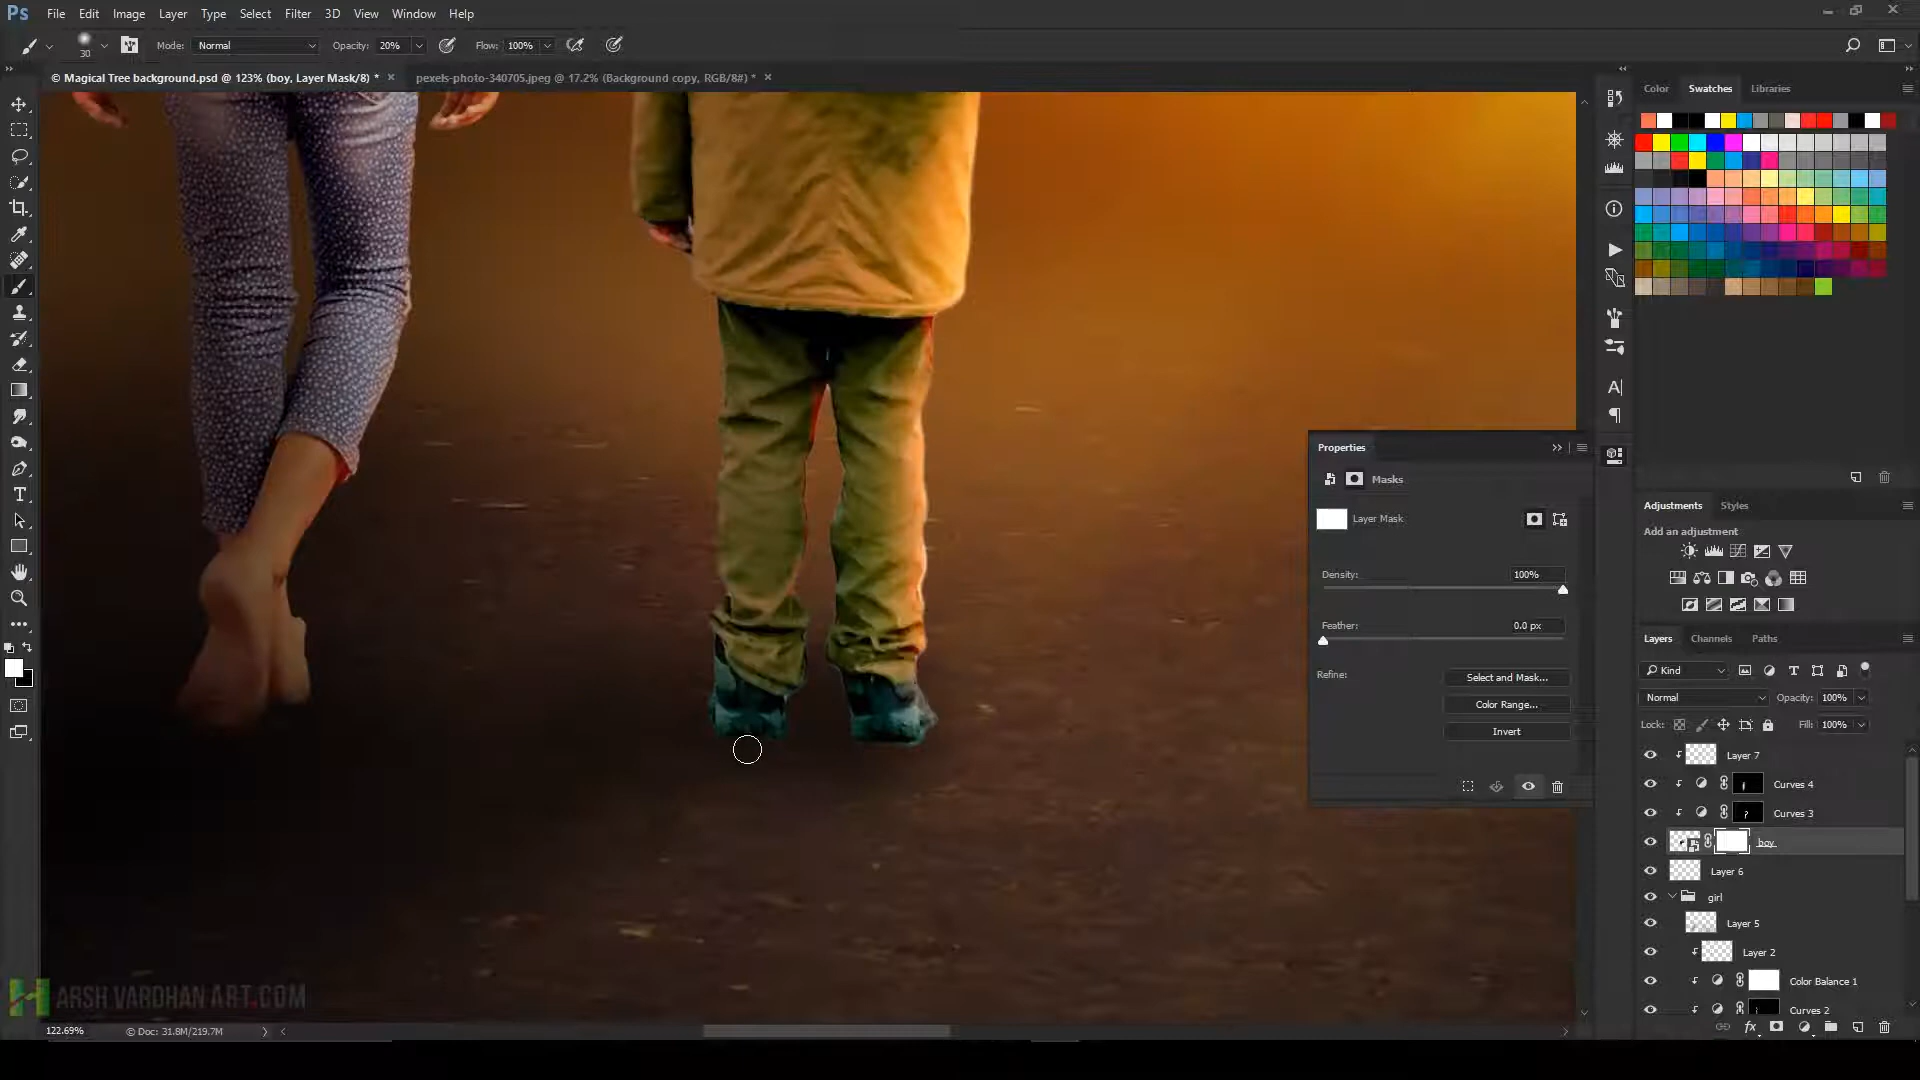 Ps File Edit Image Layer Type Select Filter 3D View Window Help
30 Mode: Normal Opacity: 20% Flow: 100%
© Magical Tree background.psd @ 123% (boy, Layer Mask/8) * × pexels-photo-340705.jpeg @ 17.2% (Background copy, RGB/8#) * ×
Color Swatches Libraries
Properties
Masks
Layer Mask
Density: 100%
Feather: 0.0 px
Refine: Select and Mask...
Color Range...
Invert
Adjustments Styles
Add an adjustment
Layers Channels Paths
Kind
Normal Opacity: 100%
Lock: Fill: 100%
Layer 7
Curves 4
Curves 3
boy
Layer 6
girl
Layer 5
Layer 2
Color Balance 1
Curves 2
fx
ARSH VARDHAN ART.COM
122.69% © Doc: 31.8M/219.7M